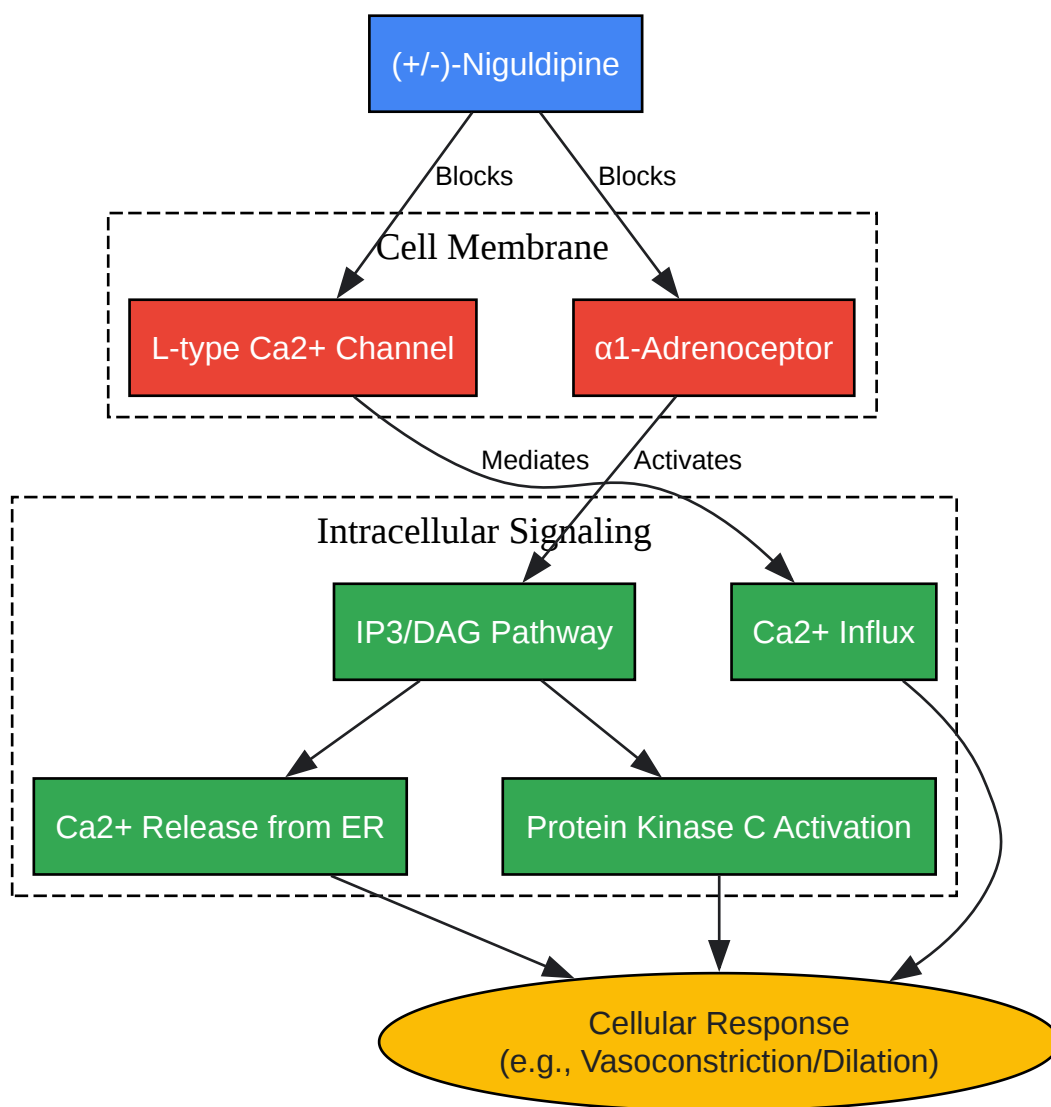 (+/-)-Niguldipine
Blocks
Blocks
Cell Membrane
L-type Ca2+ Channel
α1-Adrenoceptor
Mediates
Activates
Intracellular Signaling
IP3/DAG Pathway
Ca2+ Influx
Ca2+ Release from ER
Protein Kinase C Activation
Cellular Response
(e.g., Vasoconstriction/Dilation)